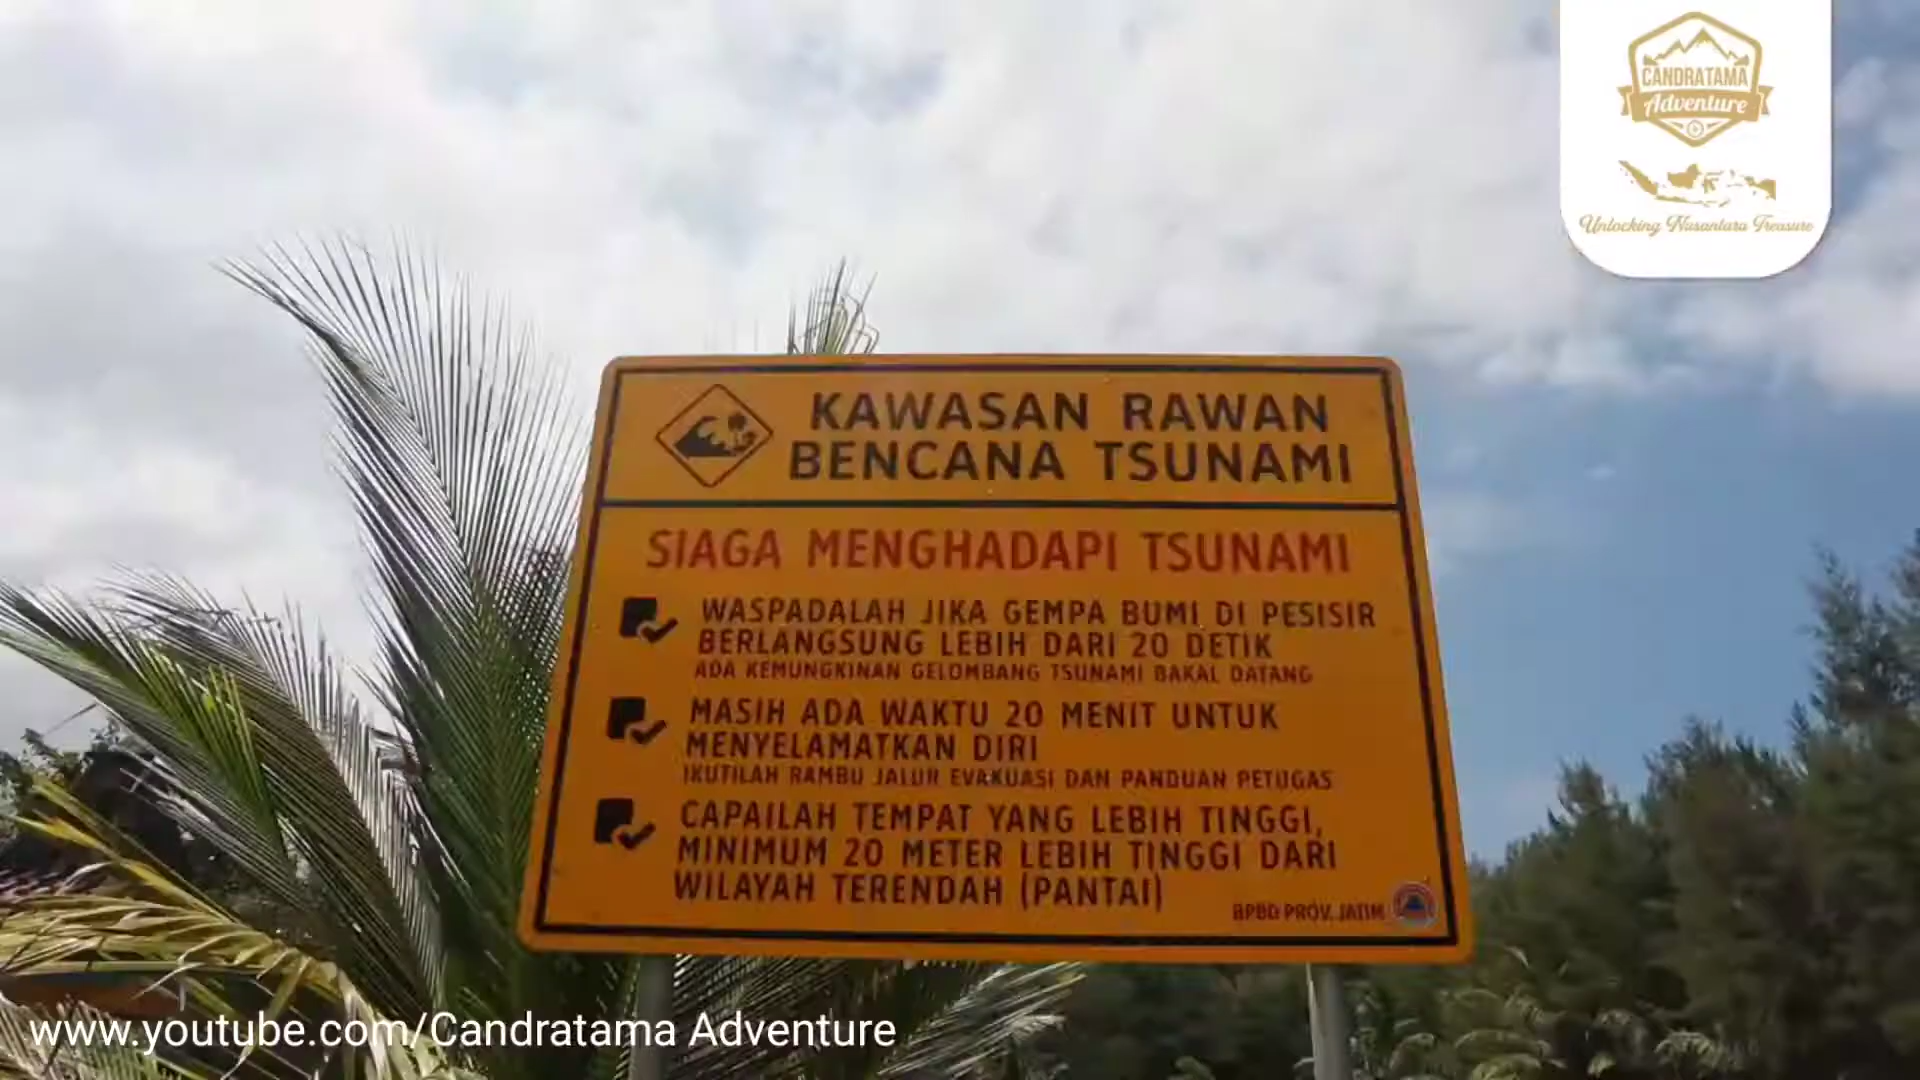 CANDRATAMA
Adventure
Unlocking Nusantara Treasure
KAWASAN RAWAN
BENCANA TSUNAMI
SIAGA MENGHADAPI TSUNAMI
WASPADALAH JIKA GEMPA BUMI DI PESISIR
BERLANGSUNG LEBIH DARI 20 DETIK
ADA KEMUNGKINAN GELOMBANG TSUNAMI BAKAL DATANG
MASIH ADA WAKTU 20 MENIT UNTUK
MENYELAMATKAN DIRI
IKUTILAH RAMBU JALUR EVAKUASI DAN PANDUAN PETUGAS
CAPAILAH TEMPAT YANG LEBIH TINGGI,
MINIMUM 20 METER LEBIH TINGGI DARI
WILAYAH TERENDAH (PANTAI)
BPBD PROV. JATIM
www.youtube.com/Candratama Adventure